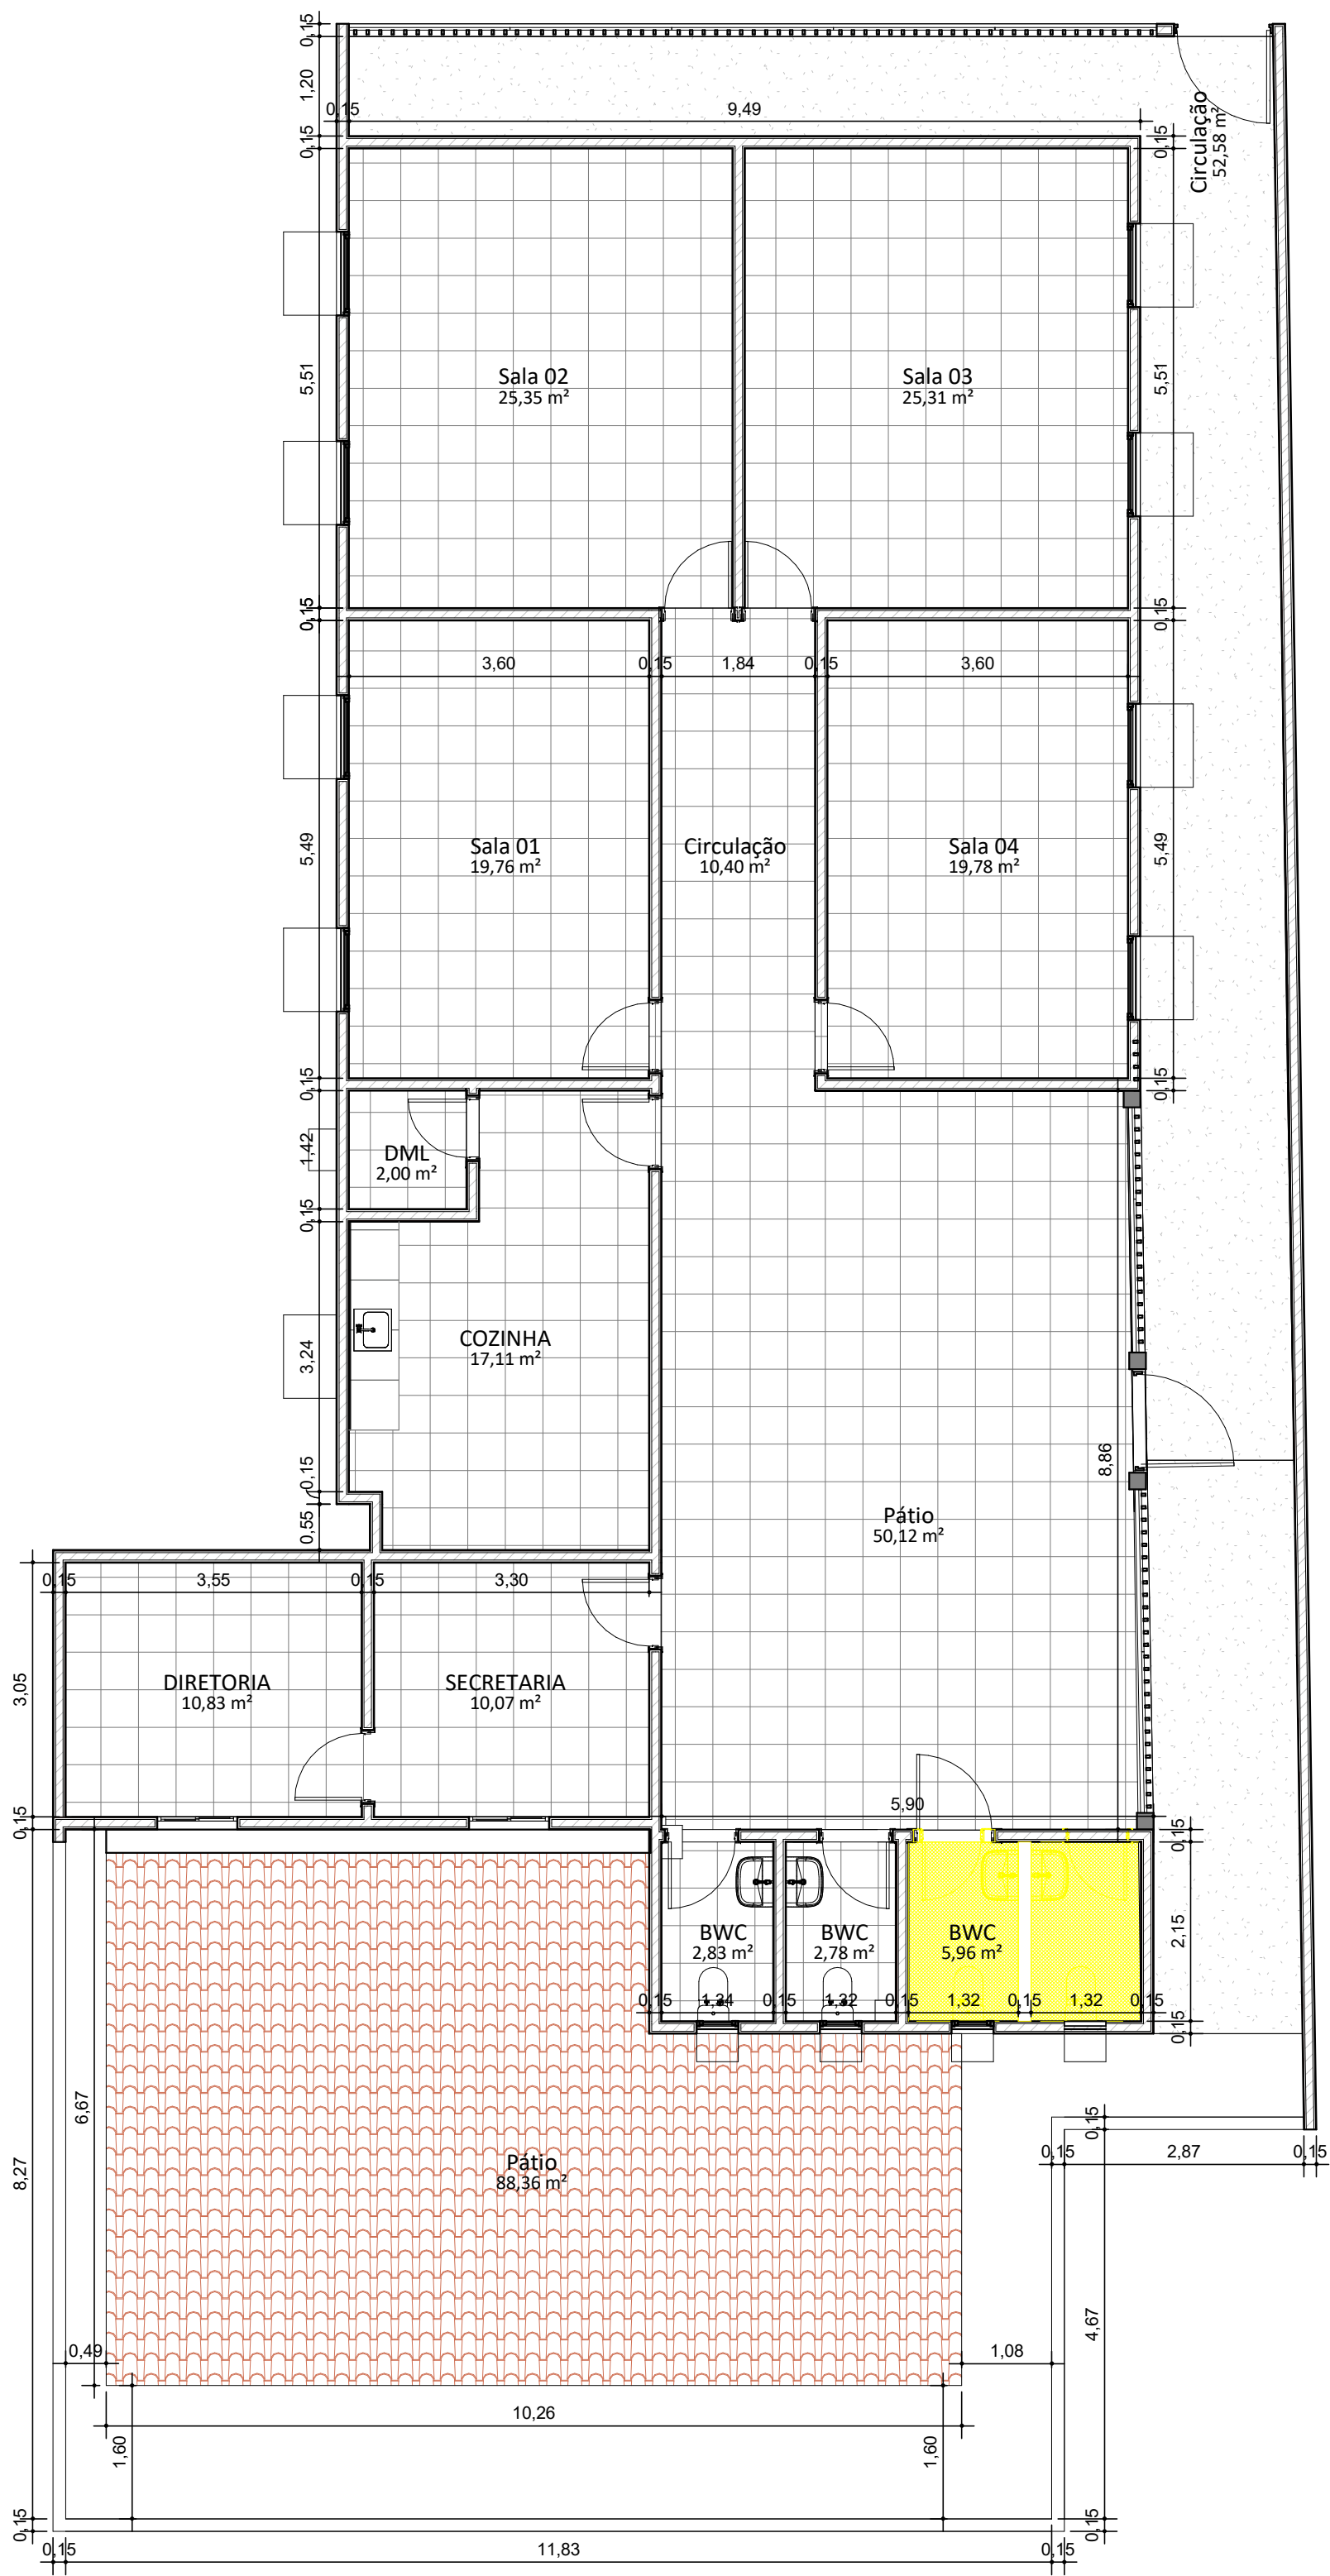 0,15
0,15
1,20
0,15
9,49
Circulação
52,58 m²
0,15
0,15
Sala 02
25,35 m²
Sala 03
25,31 m²
5,51
5,51
0,15
0,15
3,60
0,15
1,84
0,15
3,60
Sala 01
19,76 m²
Circulação
10,40 m²
Sala 04
19,78 m²
5,49
5,49
0,15
0,15
DML
2,00 m²
1,42
0,15
COZINHA
17,11 m²
3,24
8,86
0,15
Pátio
50,12 m²
0,55
0,15
3,55
0,15
3,30
DIRETORIA
10,83 m²
SECRETARIA
10,07 m²
3,05
5,90
0,15
0,15
BWC
2,83 m²
BWC
2,78 m²
BWC
5,96 m²
2,15
0,15
1,34
0,15
1,32
0,15
1,32
0,15
1,32
0,15
0,15
6,67
0,15
8,27
Pátio
88,36 m²
0,15
2,87
0,15
4,67
0,49
1,08
10,26
1,60
1,60
0,15
0,15
0,15
11,83
0,15